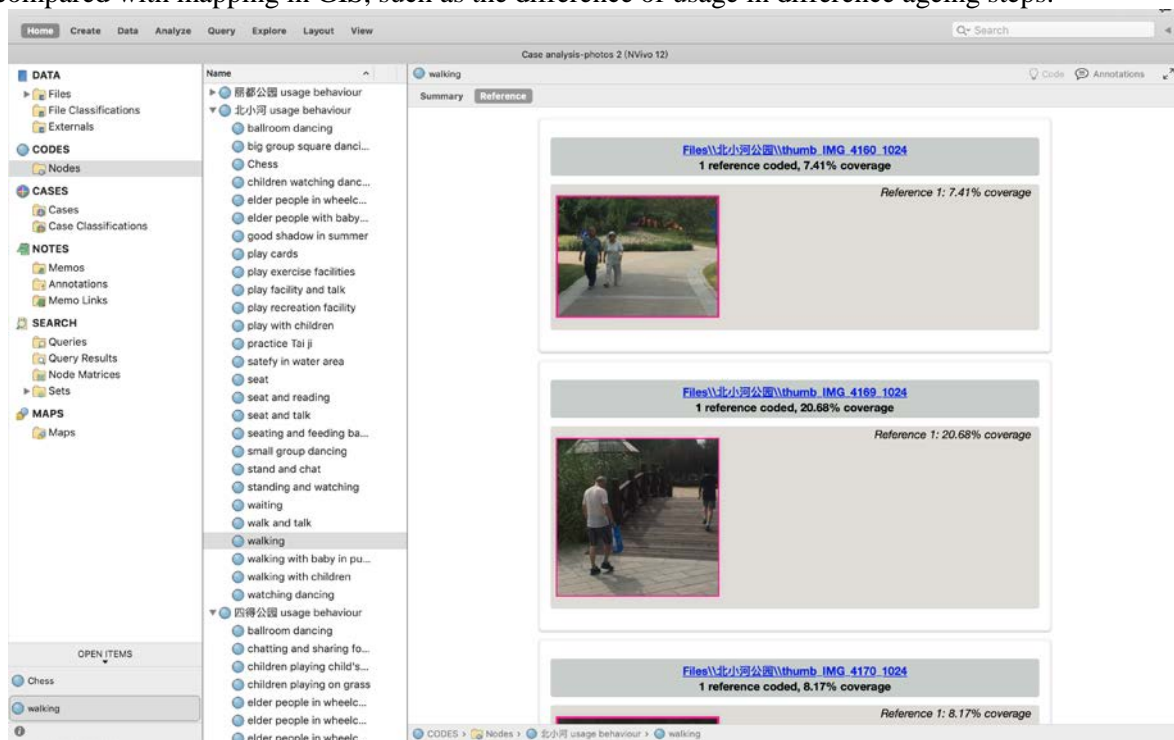 compared with mapping in GIS, such as the difference of usage in difference ageing steps.
Home Create Data Analyze Query Explore Layout View
Search
Case analysis-photos 2 (NVivo 12)
DATA
Files
File Classifications
Externals
CODES
Nodes
CASES
Cases
Case Classifications
NOTES
Memos
Annotations
Memo Links
SEARCH
Queries
Query Results
Node Matrices
Sets
MAPS
Maps
OPEN ITEMS
Chess
walking
Name
丽都公园 usage behaviour
北小河 usage behaviour
ballroom dancing
big group square danci...
Chess
children watching danc...
elder people in wheelc...
elder people with baby...
good shadow in summer
play cards
play exercise facilities
play facility and talk
play recreation facility
play with children
practice Tai ji
satefy in water area
seat
seat and reading
seat and talk
seating and feeding ba...
small group dancing
stand and chat
standing and watching
waiting
walk and talk
walking
walking with baby in pu...
walking with children
watching dancing
四得公园 usage behaviour
ballroom dancing
chatting and sharing fo...
children playing child's...
children playing on grass
elder people in wheelc...
elder people in wheelc...
elder people in wheelc...
walking
Code Annotations
Summary Reference
Files\\北小河公园\\thumb_IMG_4160_1024
1 reference coded, 7.41% coverage
Reference 1: 7.41% coverage
Files\\北小河公园\\thumb_IMG_4169_1024
1 reference coded, 20.68% coverage
Reference 1: 20.68% coverage
Files\\北小河公园\\thumb_IMG_4170_1024
1 reference coded, 8.17% coverage
Reference 1: 8.17% coverage
CODES › Nodes › 北小河 usage behaviour › walking